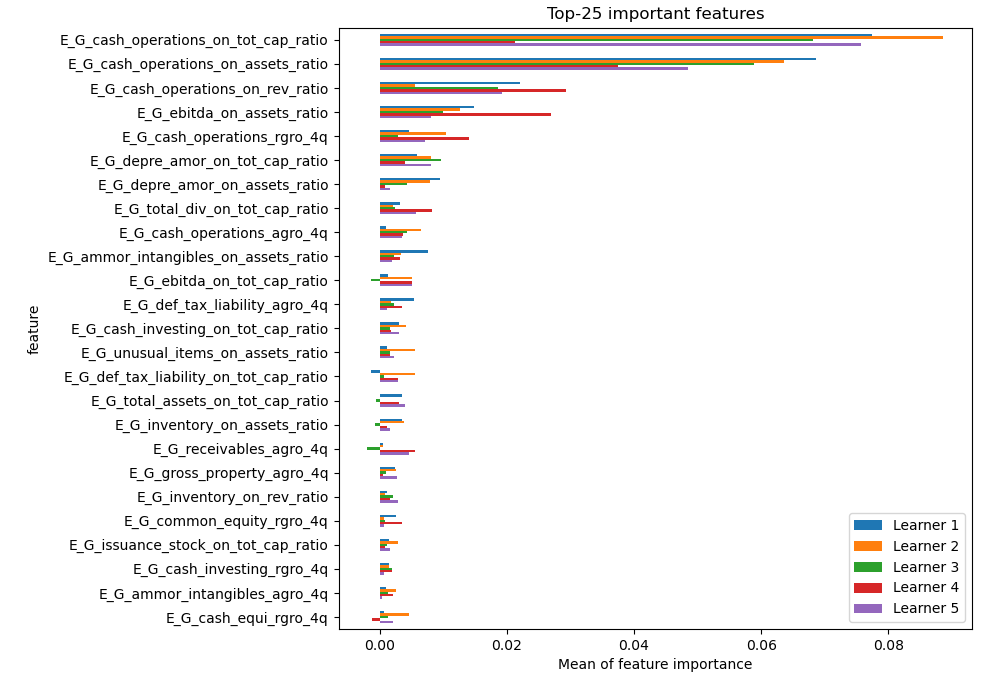 Top-25 important features
E_G_cash_operations_on_tot_cap_ratio
E_G_cash_operations_on_assets_ratio
E_G_cash_operations_on_rev_ratio
E_G_ebitda_on_assets_ratio
E_G_cash_operations_rgro_4q
E_G_depre_amor_on_tot_cap_ratio
E_G_depre_amor_on_assets_ratio
E_G_total_div_on_tot_cap_ratio
E_G_cash_operations_agro_4q
E_G_ammor_intangibles_on_assets_ratio
E_G_ebitda_on_tot_cap_ratio
E_G_def_tax_liability_agro_4q
E_G_cash_investing_on_tot_cap_ratio
E_G_unusual_items_on_assets_ratio
E_G_def_tax_liability_on_tot_cap_ratio
E_G_total_assets_on_tot_cap_ratio
E_G_inventory_on_assets_ratio
E_G_receivables_agro_4q
E_G_gross_property_agro_4q
E_G_inventory_on_rev_ratio
E_G_common_equity_rgro_4q
E_G_issuance_stock_on_tot_cap_ratio
E_G_cash_investing_rgro_4q
E_G_ammor_intangibles_agro_4q
E_G_cash_equi_rgro_4q
feature
Learner 1
Learner 2
Learner 3
Learner 4
Learner 5
0.00 0.02 0.04 0.06 0.08
Mean of feature importance